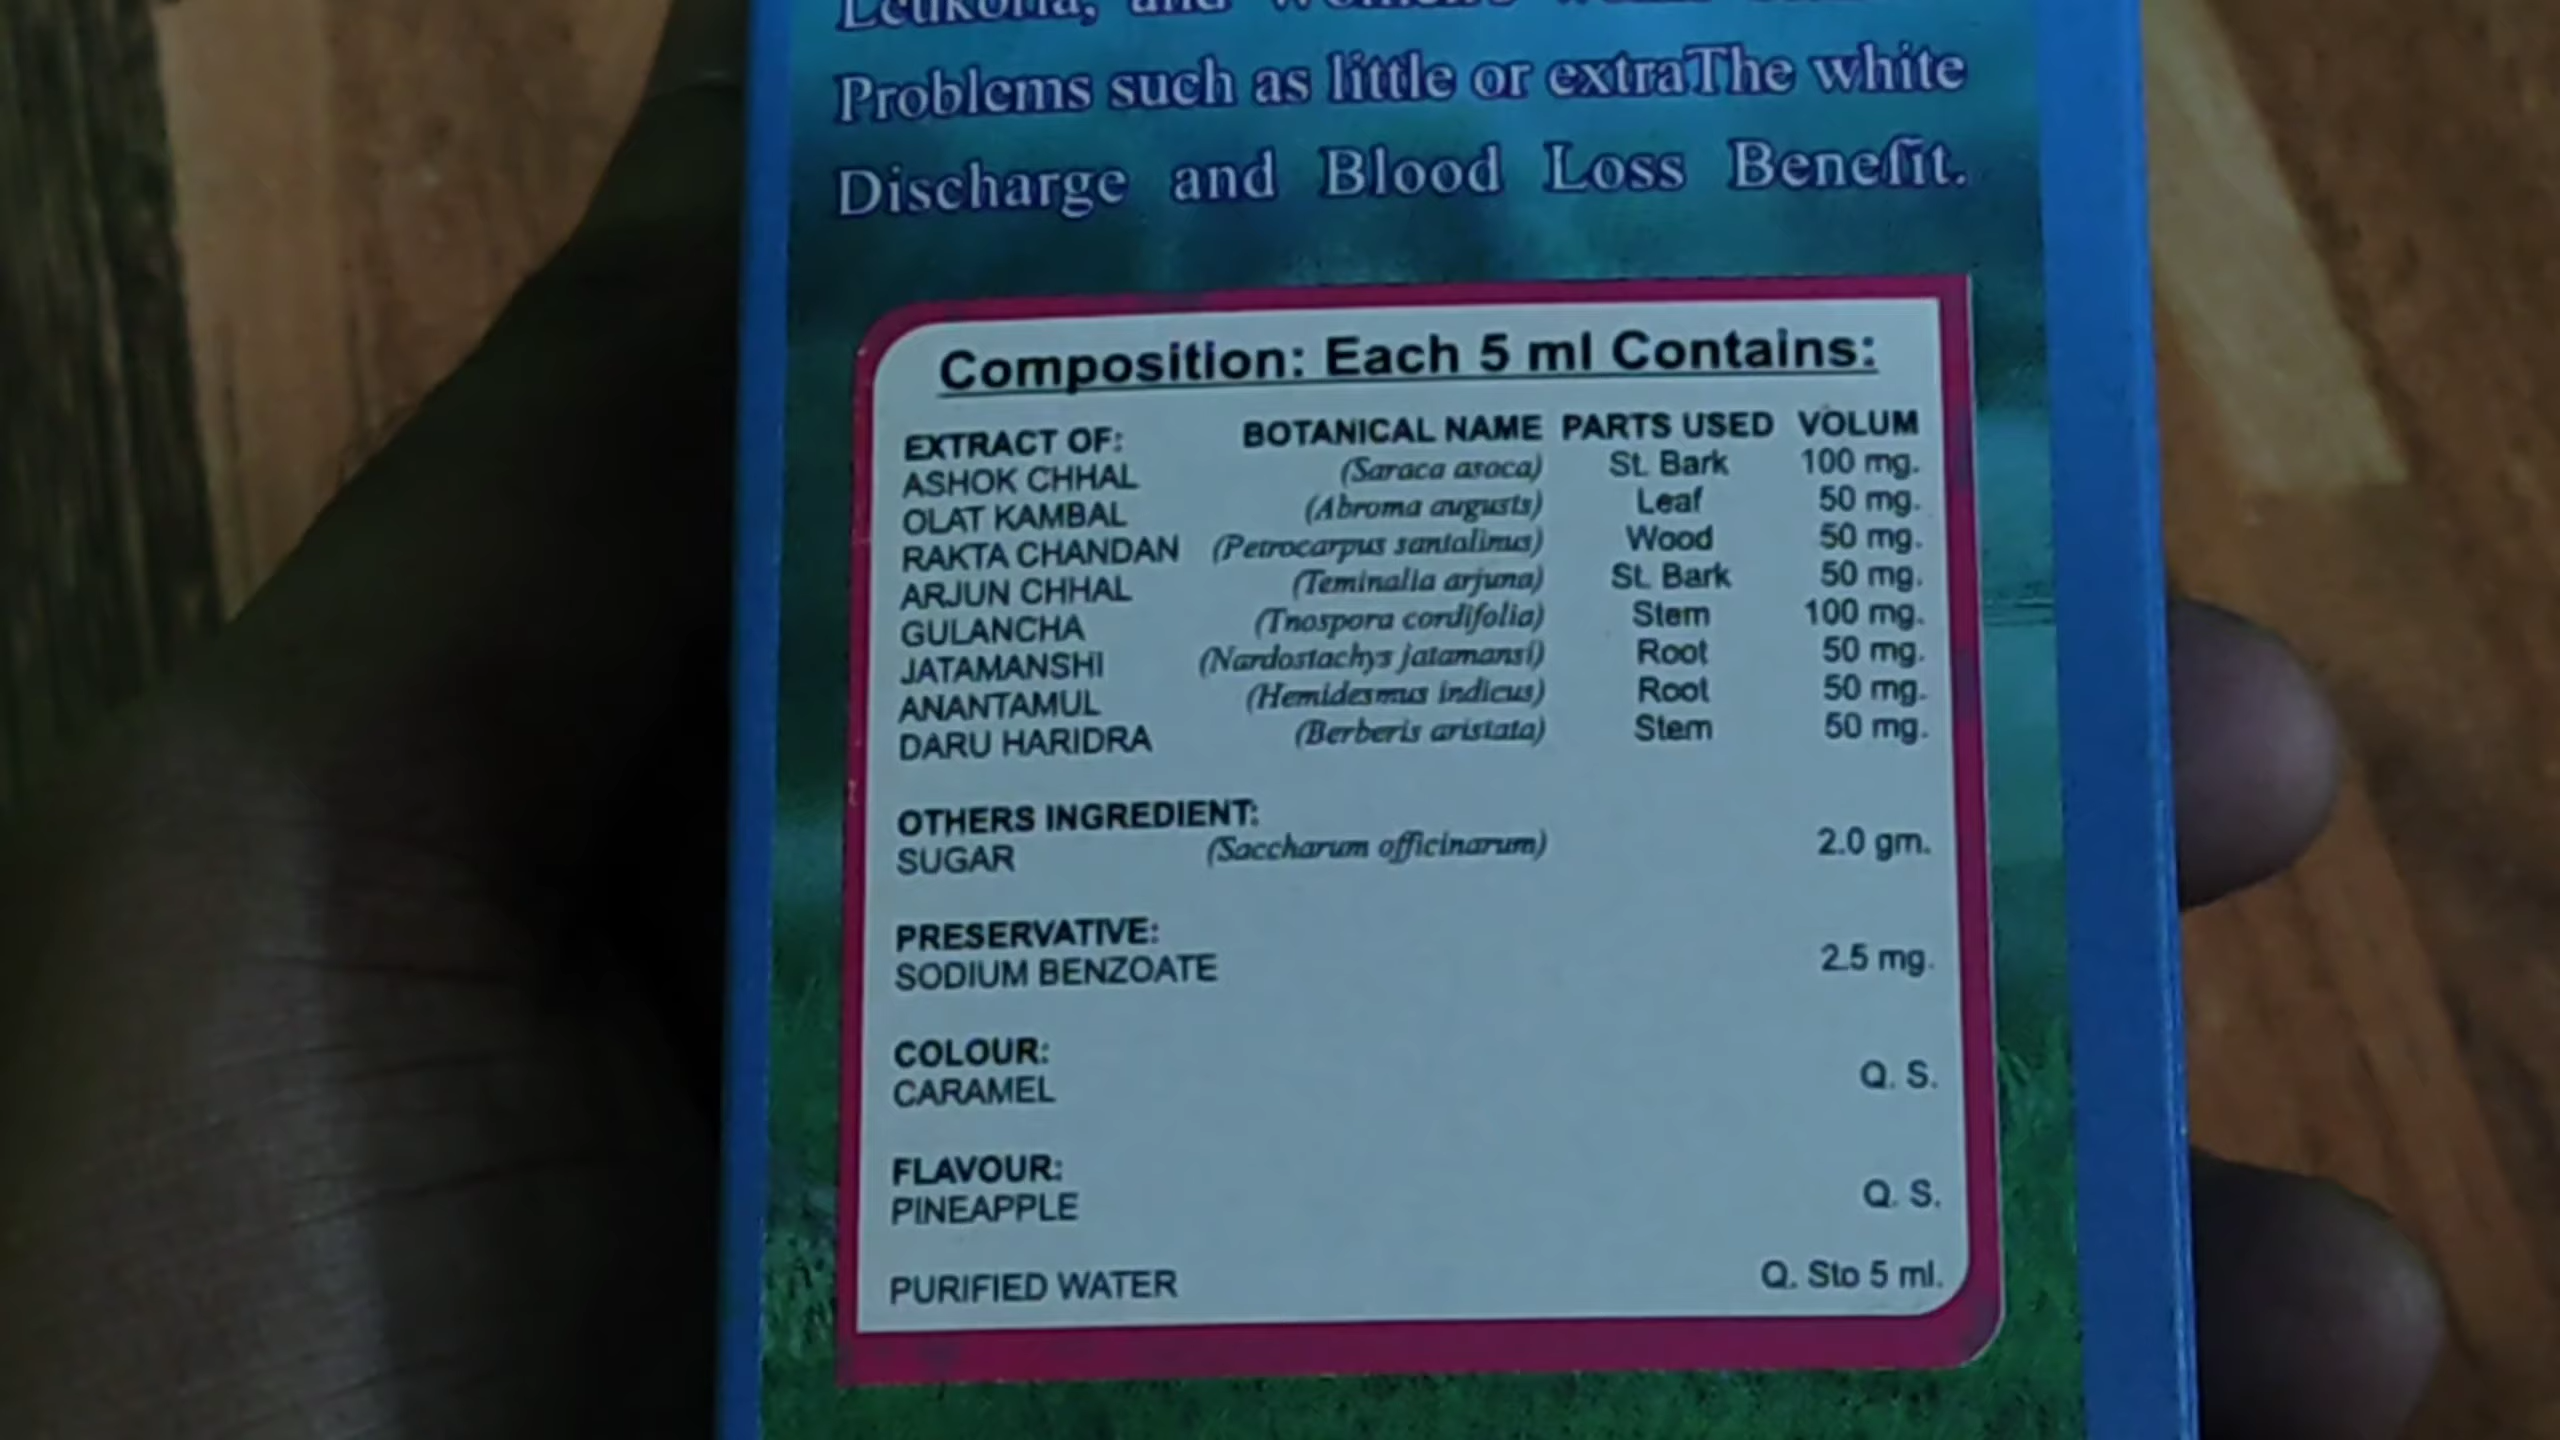 Problems such as little or extraThe white
Discharge and Blood Loss Benefit.
Composition: Each 5 ml Contains:
EXTRACT OF: BOTANICAL NAME PARTS USED VOLUM
ASHOK CHHAL (Saraca asoca) St. Bark 100 mg.
OLAT KAMBAL (Abroma augusts) Leaf 50 mg.
RAKTA CHANDAN (Petrocarpus santalinus) Wood 50 mg.
ARJUN CHHAL (Teminalia arjuna) St. Bark 50 mg.
GULANCHA (Tnospora cordifolia) Stem 100 mg.
JATAMANSHI (Nardostachys jatamansi) Root 50 mg.
ANANTAMUL (Hemidesmus indicus) Root 50 mg.
DARU HARIDRA (Berberis aristata) Stem 50 mg.
OTHERS INGREDIENT:
SUGAR (Saccharum officinarum) 2.0 gm.
PRESERVATIVE:
SODIUM BENZOATE 2.5 mg.
COLOUR:
CARAMEL Q. S.
FLAVOUR:
PINEAPPLE Q. S.
PURIFIED WATER Q. Sto 5 ml.